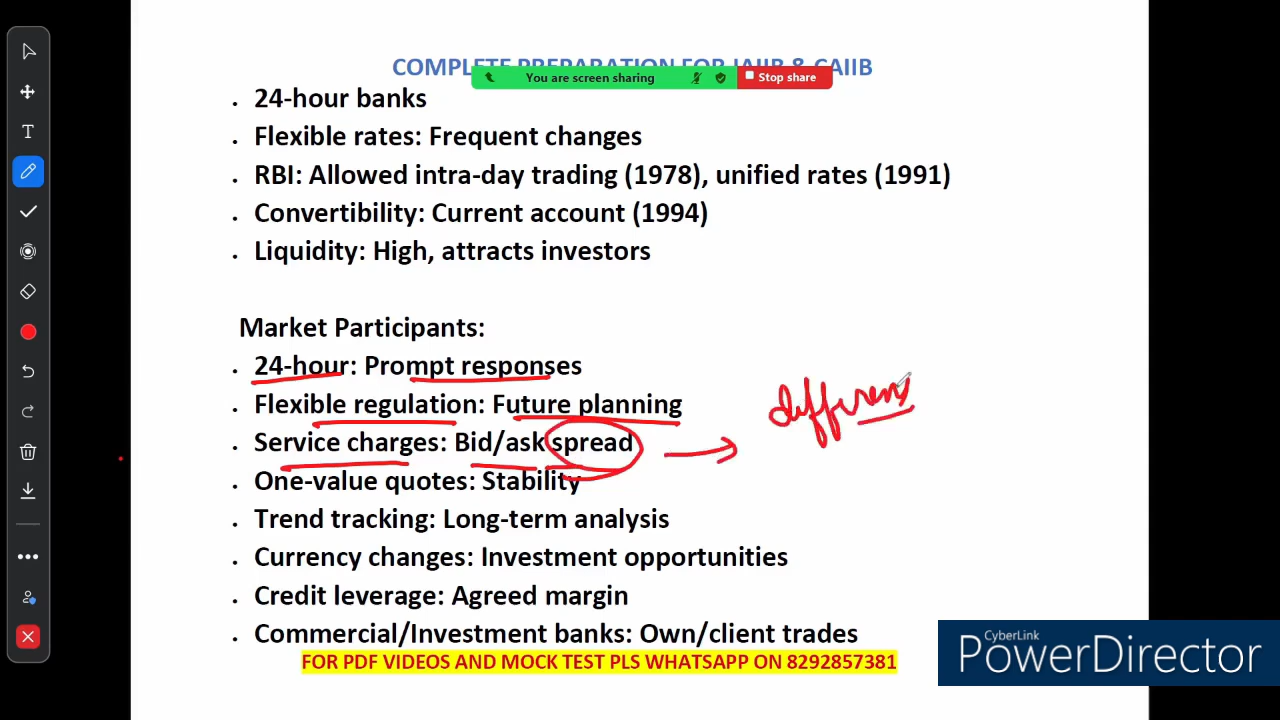 COMPLETE PREPARATION FOR JAIIB & CAIIB
You are screen sharing
Stop share
24-hour banks
Flexible rates: Frequent changes
RBI: Allowed intra-day trading (1978), unified rates (1991)
Convertibility: Current account (1994)
Liquidity: High, attracts investors
Market Participants:
24-hour: Prompt responses
Flexible regulation: Future planning
Service charges: Bid/ask spread
One-value quotes: Stability
Trend tracking: Long-term analysis
Currency changes: Investment opportunities
Credit leverage: Agreed margin
Commercial/Investment banks: Own/client trades
FOR PDF VIDEOS AND MOCK TEST PLS WHATSAPP ON 8292857381
CyberLink
PowerDirector
T